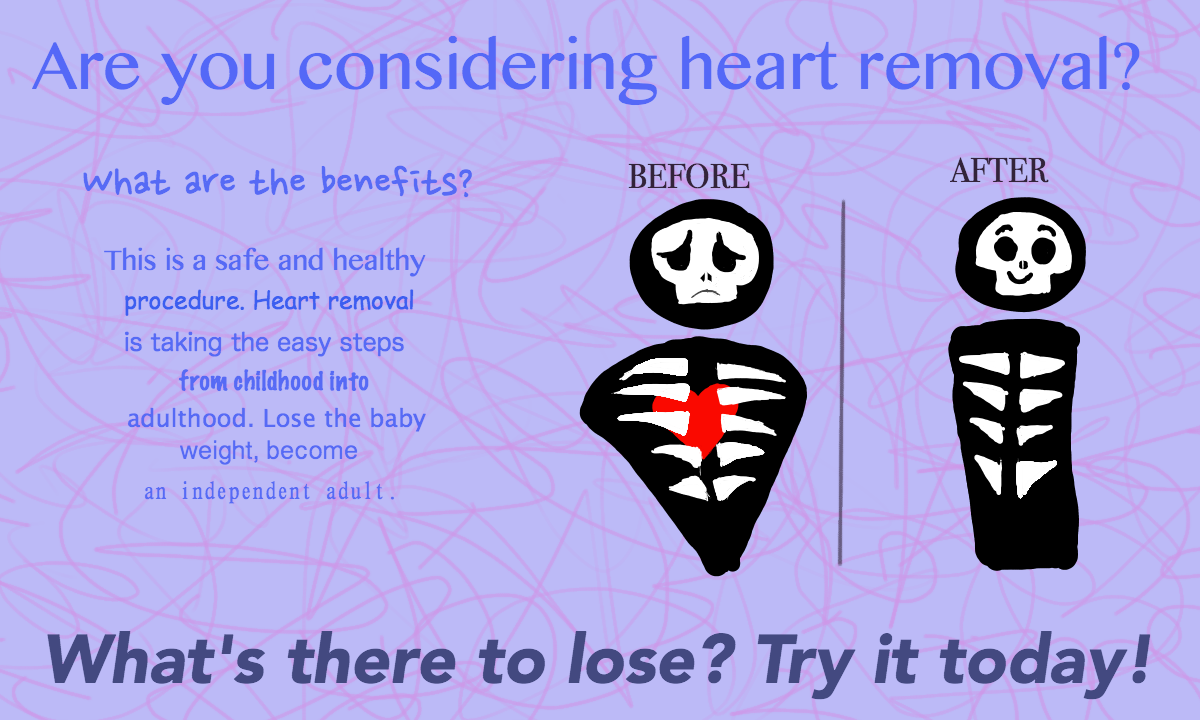 Are you considering heart removal?
What are the benefits?
This is a safe and healthy
procedure. Heart removal
is taking the easy steps
from childhood into
adulthood. Lose the baby
weight, become
an independent adult.
BEFORE
AFTER
What's there to lose? Try it today!